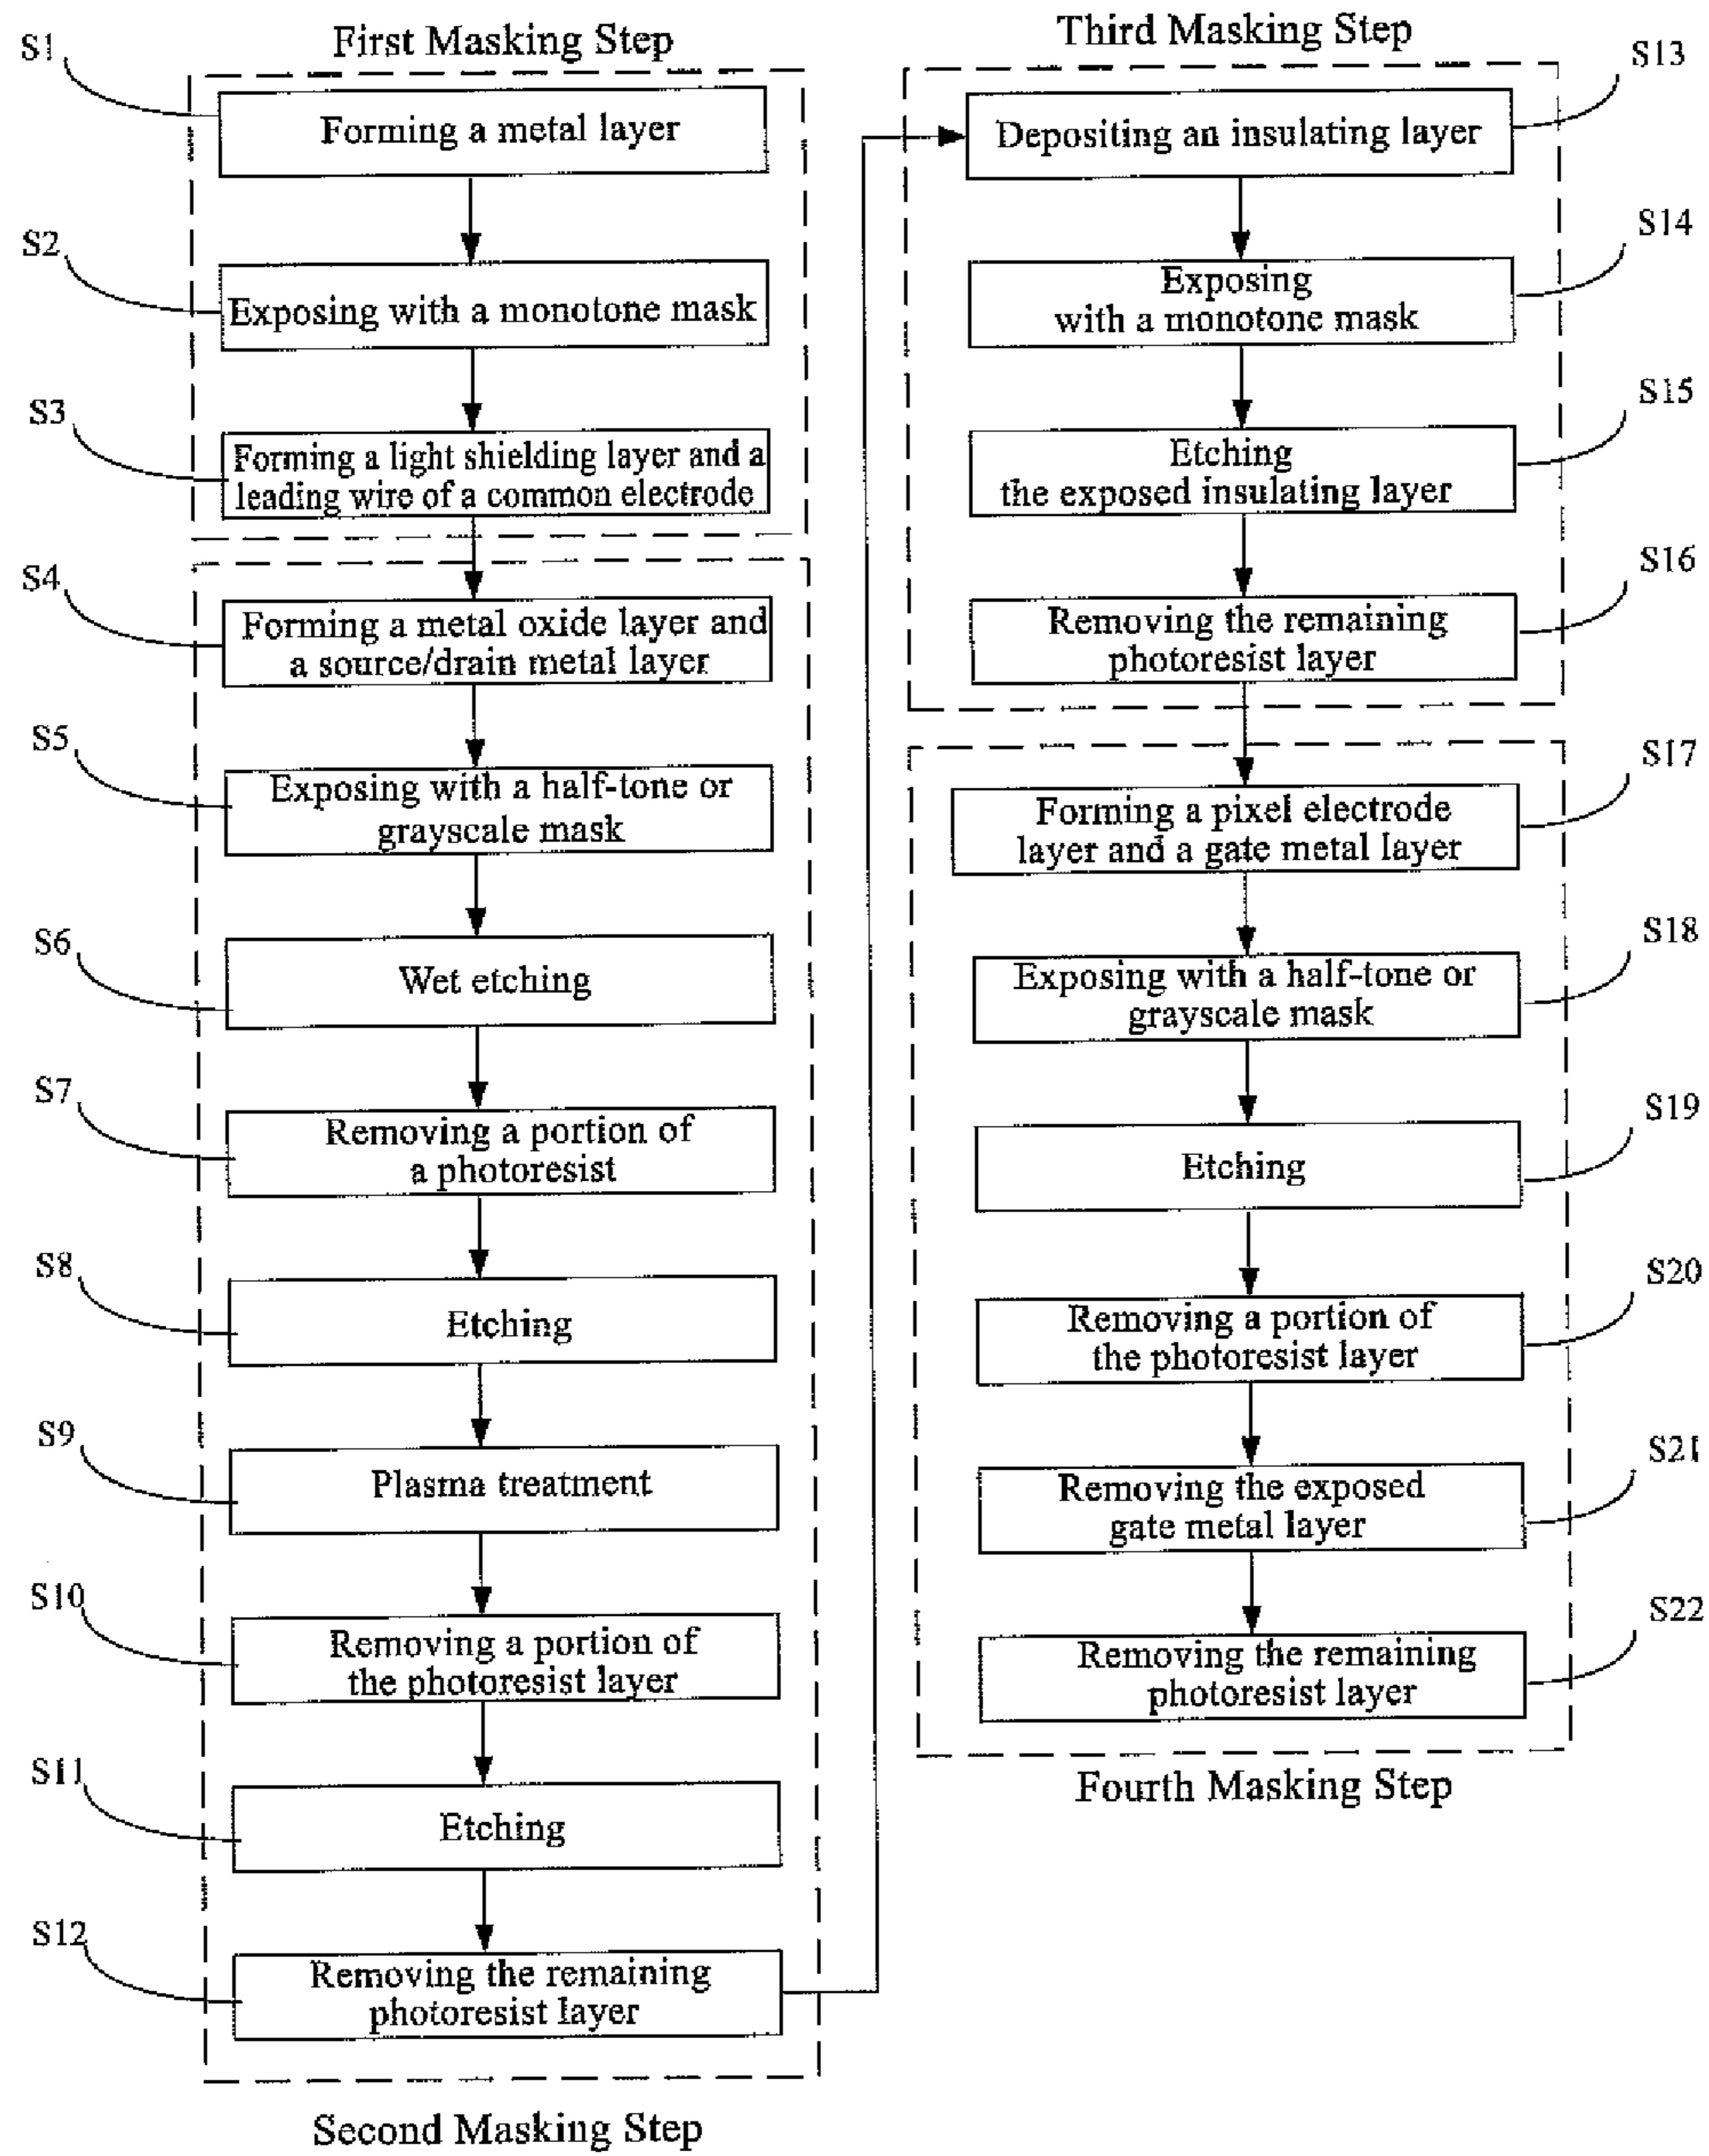 First Masking Step
S1
Forming a metal layer
S2
Exposing with a monotone mask
S3
Forming a light shielding layer and a
leading wire of a common electrode
S4
Forming a metal oxide layer and
a source/drain metal layer
S5
Exposing with a half-tone or
grayscale mask
S6
Wet etching
S7
Removing a portion of
a photoresist
S8
Etching
S9
Plasma treatment
S10
Removing a portion of
the photoresist layer
S11
Etching
S12
Removing the remaining
photoresist layer
Second Masking Step
Third Masking Step
S13
Depositing an insulating layer
S14
Exposing
with a monotone mask
S15
Etching
the exposed insulating layer
S16
Removing the remaining
photoresist layer
S17
Forming a pixel electrode
layer and a gate metal layer
S18
Exposing with a half-tone or
grayscale mask
S19
Etching
S20
Removing a portion of
the photoresist layer
S21
Removing the exposed
gate metal layer
S22
Removing the remaining
photoresist layer
Fourth Masking Step